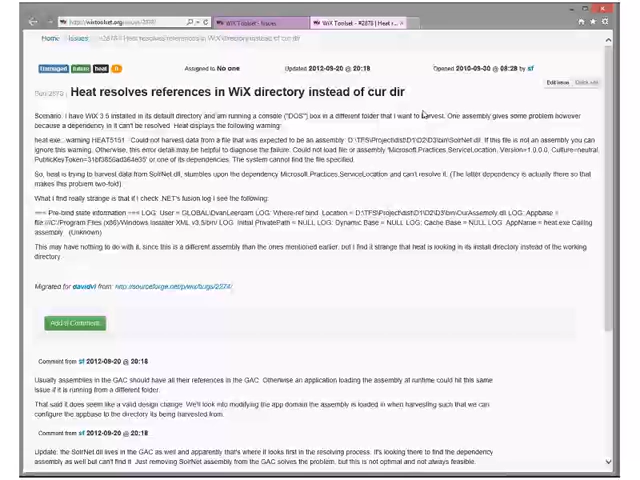 http://wixtoolset.org/issues/2878/
WiX Toolset - Issues
WiX Toolset - #2878 | Heat r...
Home Issues #2878 Heat resolves references in WiX directory instead of cur dir
heat
Assigned to No one
Updated 2012-09-20 @ 20:18
Opened 2010-09-30 @ 08:28 by sf
Edit issue
Heat resolves references in WiX directory instead of cur dir
Scenario: I have WIX 3.5 installed in its default directory and am running a console ("DOS") box in a different folder that I want to harvest. One assembly gives some problem however
because a dependency in it can't be resolved. Heat displays the following warning:
heat.exe : warning HEAT5151 : Could not harvest data from a file that was expected to be an assembly: D:\TFS\Project\dist\D1\D2\D3\bin\SolrNet.dll. If this file is not an assembly you can
ignore this warning. Otherwise, this error detail may be helpful to diagnose the failure: Could not load file or assembly 'Microsoft.Practices.ServiceLocation, Version=1.0.0.0, Culture=neutral,
PublicKeyToken=31bf3856ad364e35' or one of its dependencies. The system cannot find the file specified.
So, heat is trying to harvest data from SolrNet.dll, stumbles upon the dependency Microsoft.Practices.ServiceLocation and can't resolve it. (The latter dependency is actually there so that
makes this problem two-fold)
What I find really strange is that if I check .NET's fusion log I see the following:
=== Pre-bind state information === LOG: User = GLOBAL\DvanLeeraam LOG: Where-ref bind. Location = D:\TFS\Project\dist\D1\D2\D3\bin\OurAssembly.dll LOG: Appbase =
file:///C:/Program Files (x86)/Windows Installer XML v3.5/bin/ LOG: Initial PrivatePath = NULL LOG: Dynamic Base = NULL LOG: Cache Base = NULL LOG: AppName = heat.exe Calling
assembly : (Unknown)
This may have nothing to do with it, since this is a different assembly than the ones mentioned earlier, but I find it strange that heat is looking in its install directory instead of the working
directory.
Migrated for davidvl from: http://sourceforge.net/p/wix/bugs/2374/
Add a Comment
Comment from sf 2012-09-20 @ 20:18
Usually assemblies in the GAC should have all their references in the GAC. Otherwise an application loading the assembly at runtime could hit this same
issue if it is running from a different folder.
That said it does seem like a valid design change. We'll look into modifying the app domain the assembly is loaded in when harvesting such that we can
configure the appbase to the directory its being harvested from.
Comment from sf 2012-09-20 @ 20:18
Update: the SolrNet dll lives in the GAC as well and apparently that's where it looks first in the resolving process. It's looking there to find the dependency
assembly as well but can't find it. Just removing SolrNet assembly from the GAC solves the problem, but this is not optimal and not always feasible.